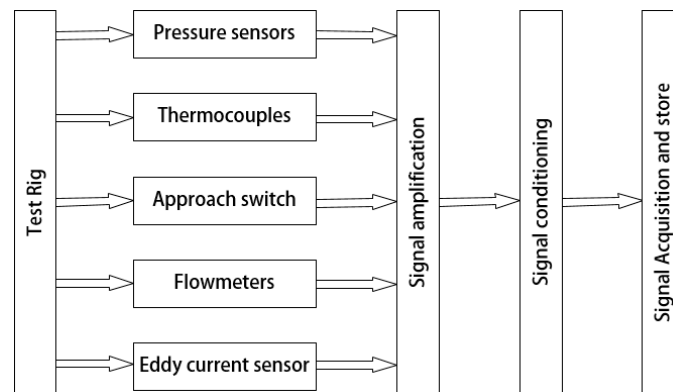 Test Rig
Pressure sensors
Thermocouples
Approach switch
Flowmeters
Eddy current sensor
Signal amplification
Signal conditioning
Signal Acquisition and store